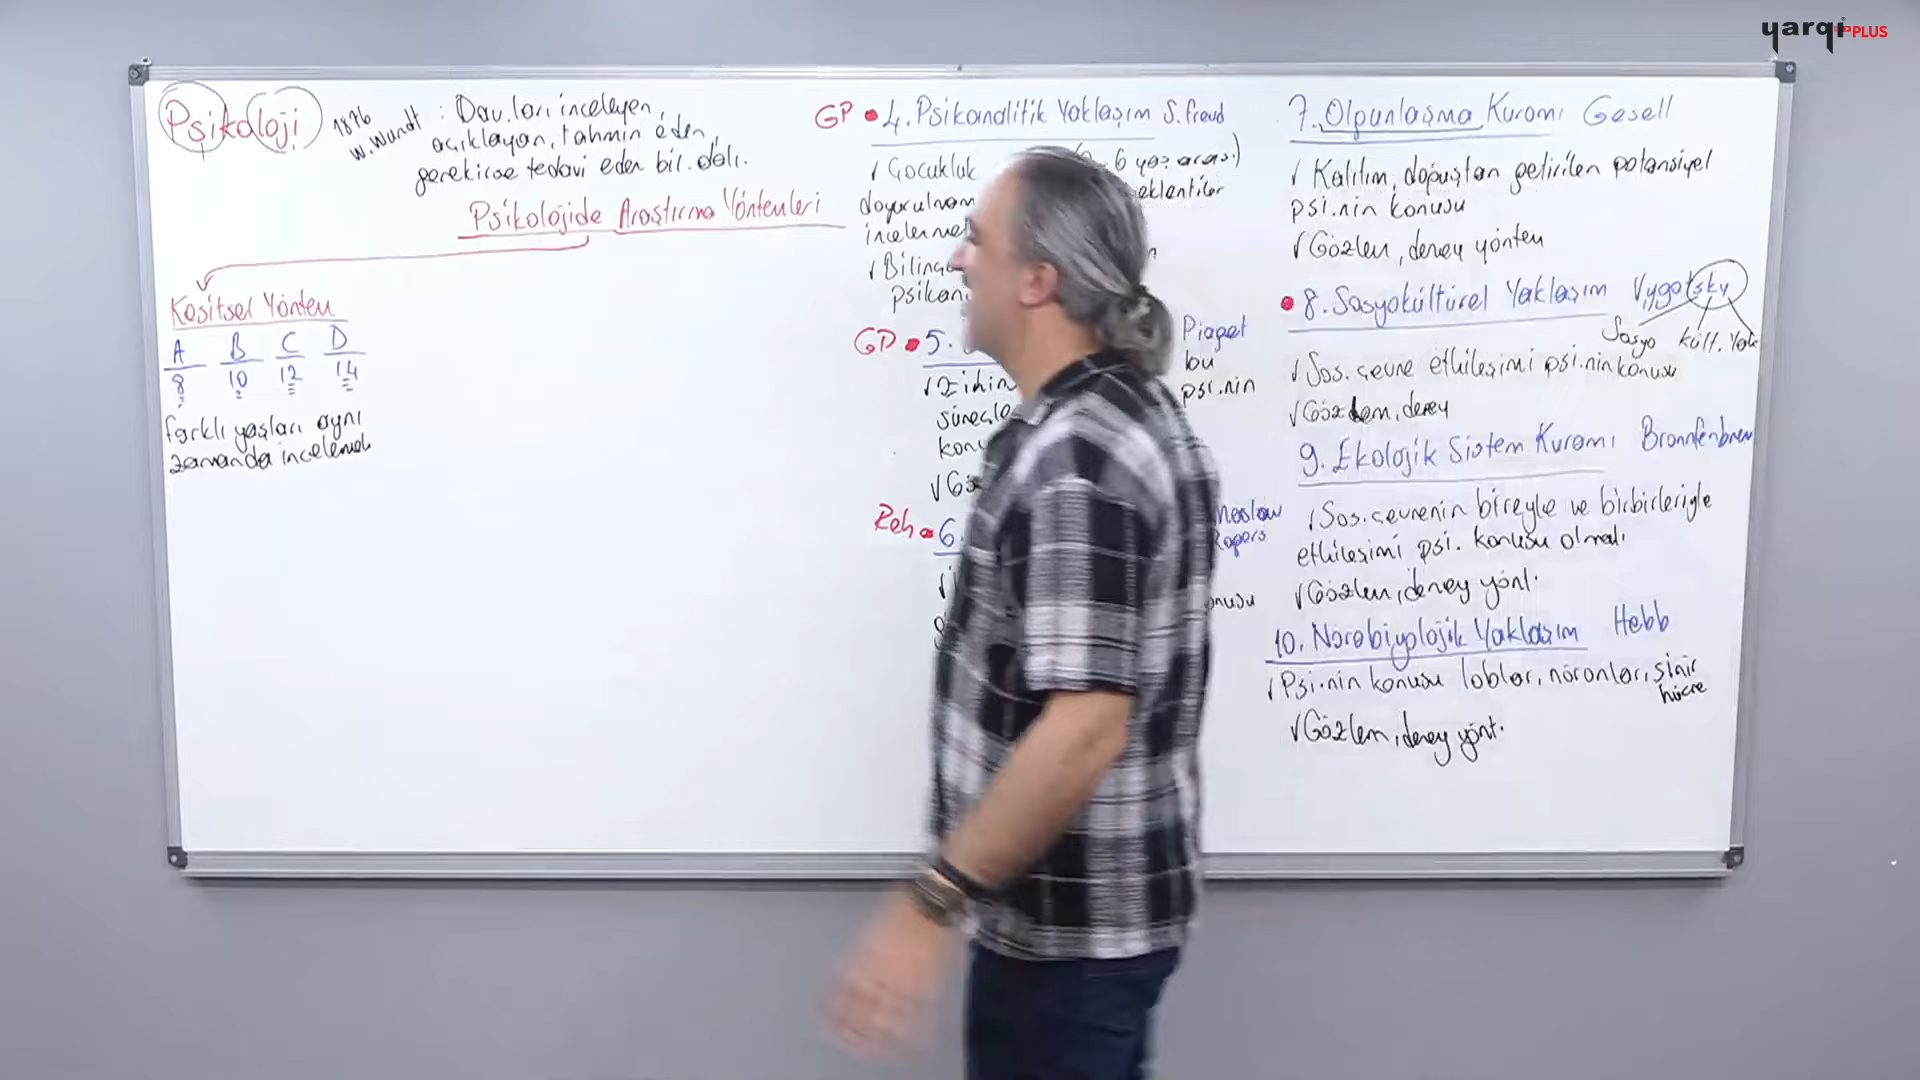 yargı PLUS
Psikoloji
1876
W. Wundt
: Dav.ları inceleyen,
açıklayan, tahmin eden,
gerekirse tedavi eden bil. dalı.
Psikolojide Araştırma Yöntemleri
Kesitsel Yöntem
A B C D
8 10 12 14
farklı yaşları aynı
zamanda incelemek
GP • 4. Psikanalitik Yaklaşım S. Freud
√ Çocukluk 6 yaş arası)
incelenmel
psikan
GP • 5. Piaget
bu
√ Zihin psi.nin
süreçle
konu
√ Göz
Reh • 6. Maslow
Rogers
onusu
7. Olgunlaşma Kuramı Gesell
√ Kalıtım, doğuştan getirilen potansiyel
psi.nin konusu
√ Gözlem, deney yöntem
• 8. Sosyokültürel Yaklaşım Vygotsky
Sosyo kült. Yak
√ Sos. çevre etkileşimi psi.nin konusu
√ Gözlem, deney
9. Ekolojik Sistem Kuramı
√ Sos. çevrenin bireyle ve birbirleriyle
etkileşimi psi. konusu olmalı
√ Gözlem, deney yönt.
10. Nörobiyolojik Yaklaşım Hebb
√ Psi.nin konusu loblar, nöronlar, sinir
hücre
√ Gözlem, deney yönt.